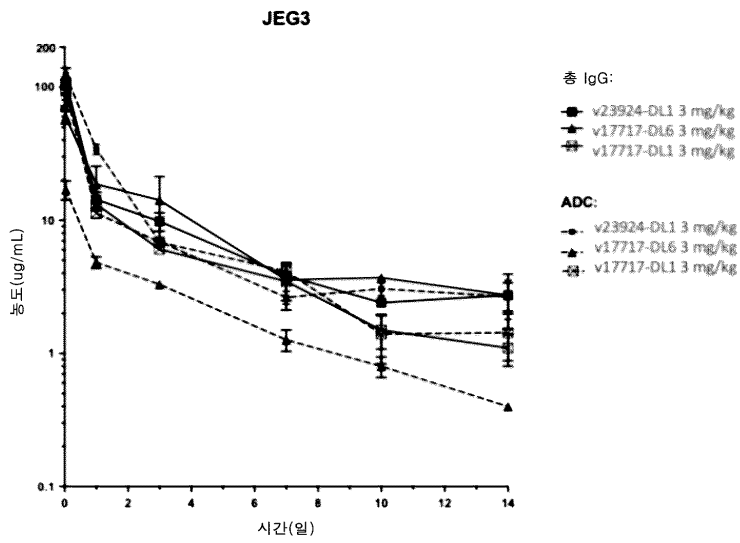 JEG3
200
100
10
1
0.1
농도(ug/mL)
0
2
4
6
8
10
12
14
시간(일)
총 IgG:
v23924-DL1 3 mg/kg
v17717-DL6 3 mg/kg
v17717-DL1 3 mg/kg
ADC:
v23924-DL1 3 mg/kg
v17717-DL6 3 mg/kg
v17717-DL1 3 mg/kg